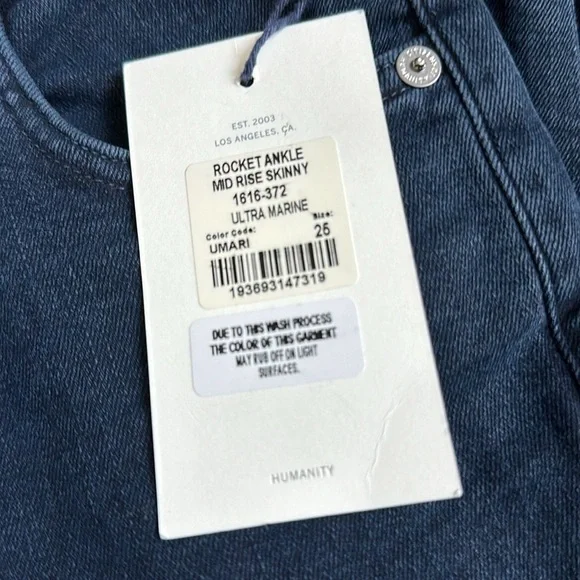 EST. 2003
LOS ANGELES, CA.
ROCKET ANKLE
MID RISE SKINNY
1616-372
ULTRA MARINE
Color Code: Size:
UMARI 25
193693147319
DUE TO THIS WASH PROCESS
THE COLOR OF THIS GARMENT
MAY RUB OFF ON LIGHT
SURFACES.
HUMANITY